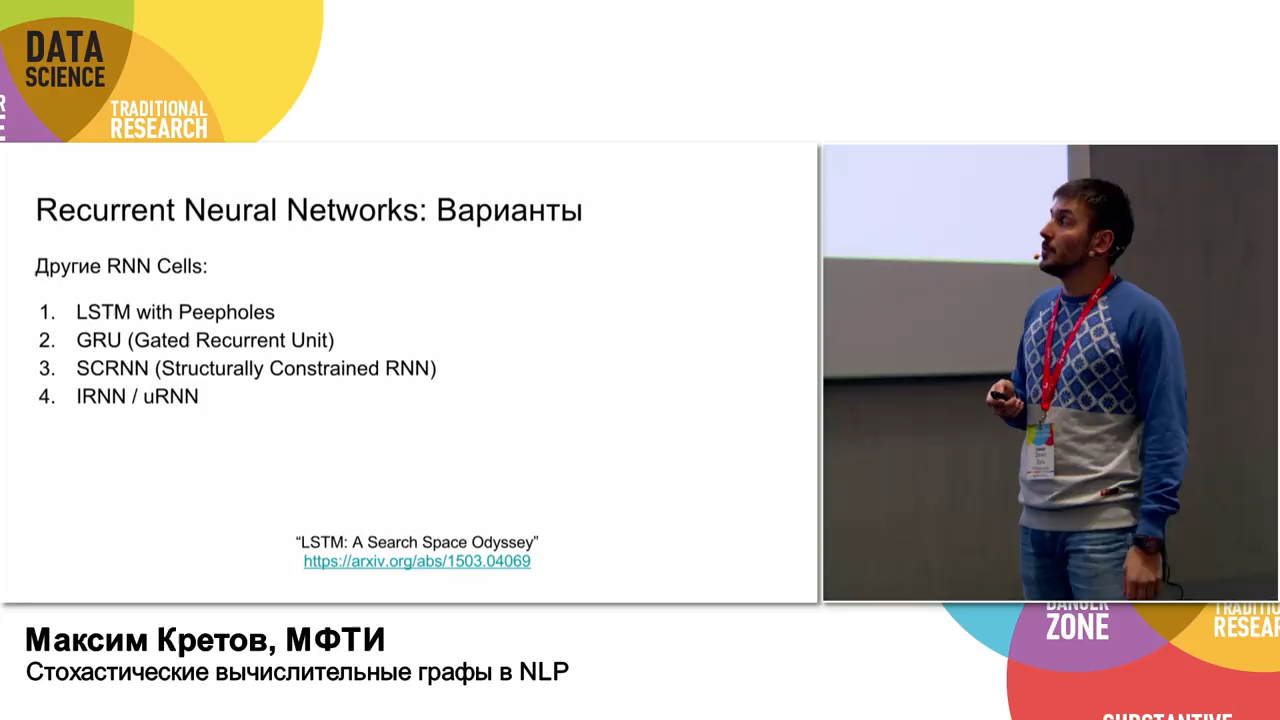 DATA
SCIENCE
TRADITIONAL
RESEARCH
Recurrent Neural Networks: Варианты
Другие RNN Cells:
1. LSTM with Peepholes
2. GRU (Gated Recurrent Unit)
3. SCRNN (Structurally Constrained RNN)
4. IRNN / uRNN
“LSTM: A Search Space Odyssey”
https://arxiv.org/abs/1503.04069
Максим Кретов, МФТИ
Стохастические вычислительные графы в NLP
DANGER
ZONE